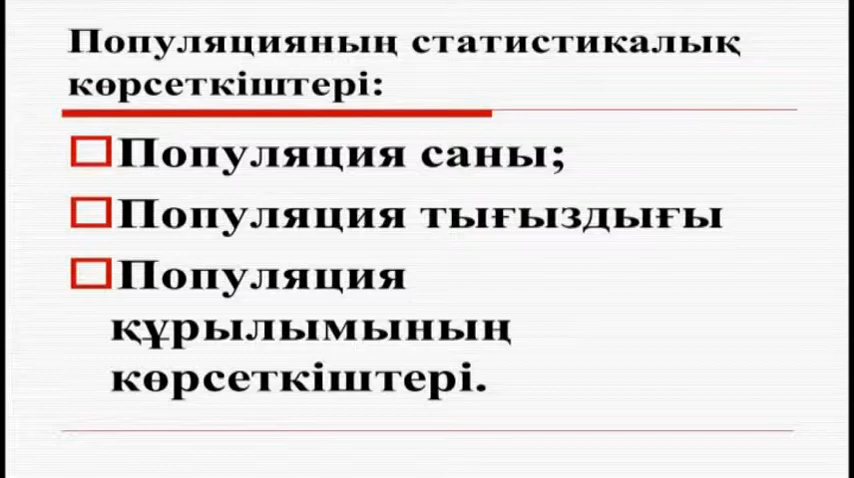 Популяцияның статистикалық
көрсеткіштері:
Популяция саны;
Популяция тығыздығы
Популяция
құрылымының
көрсеткіштері.